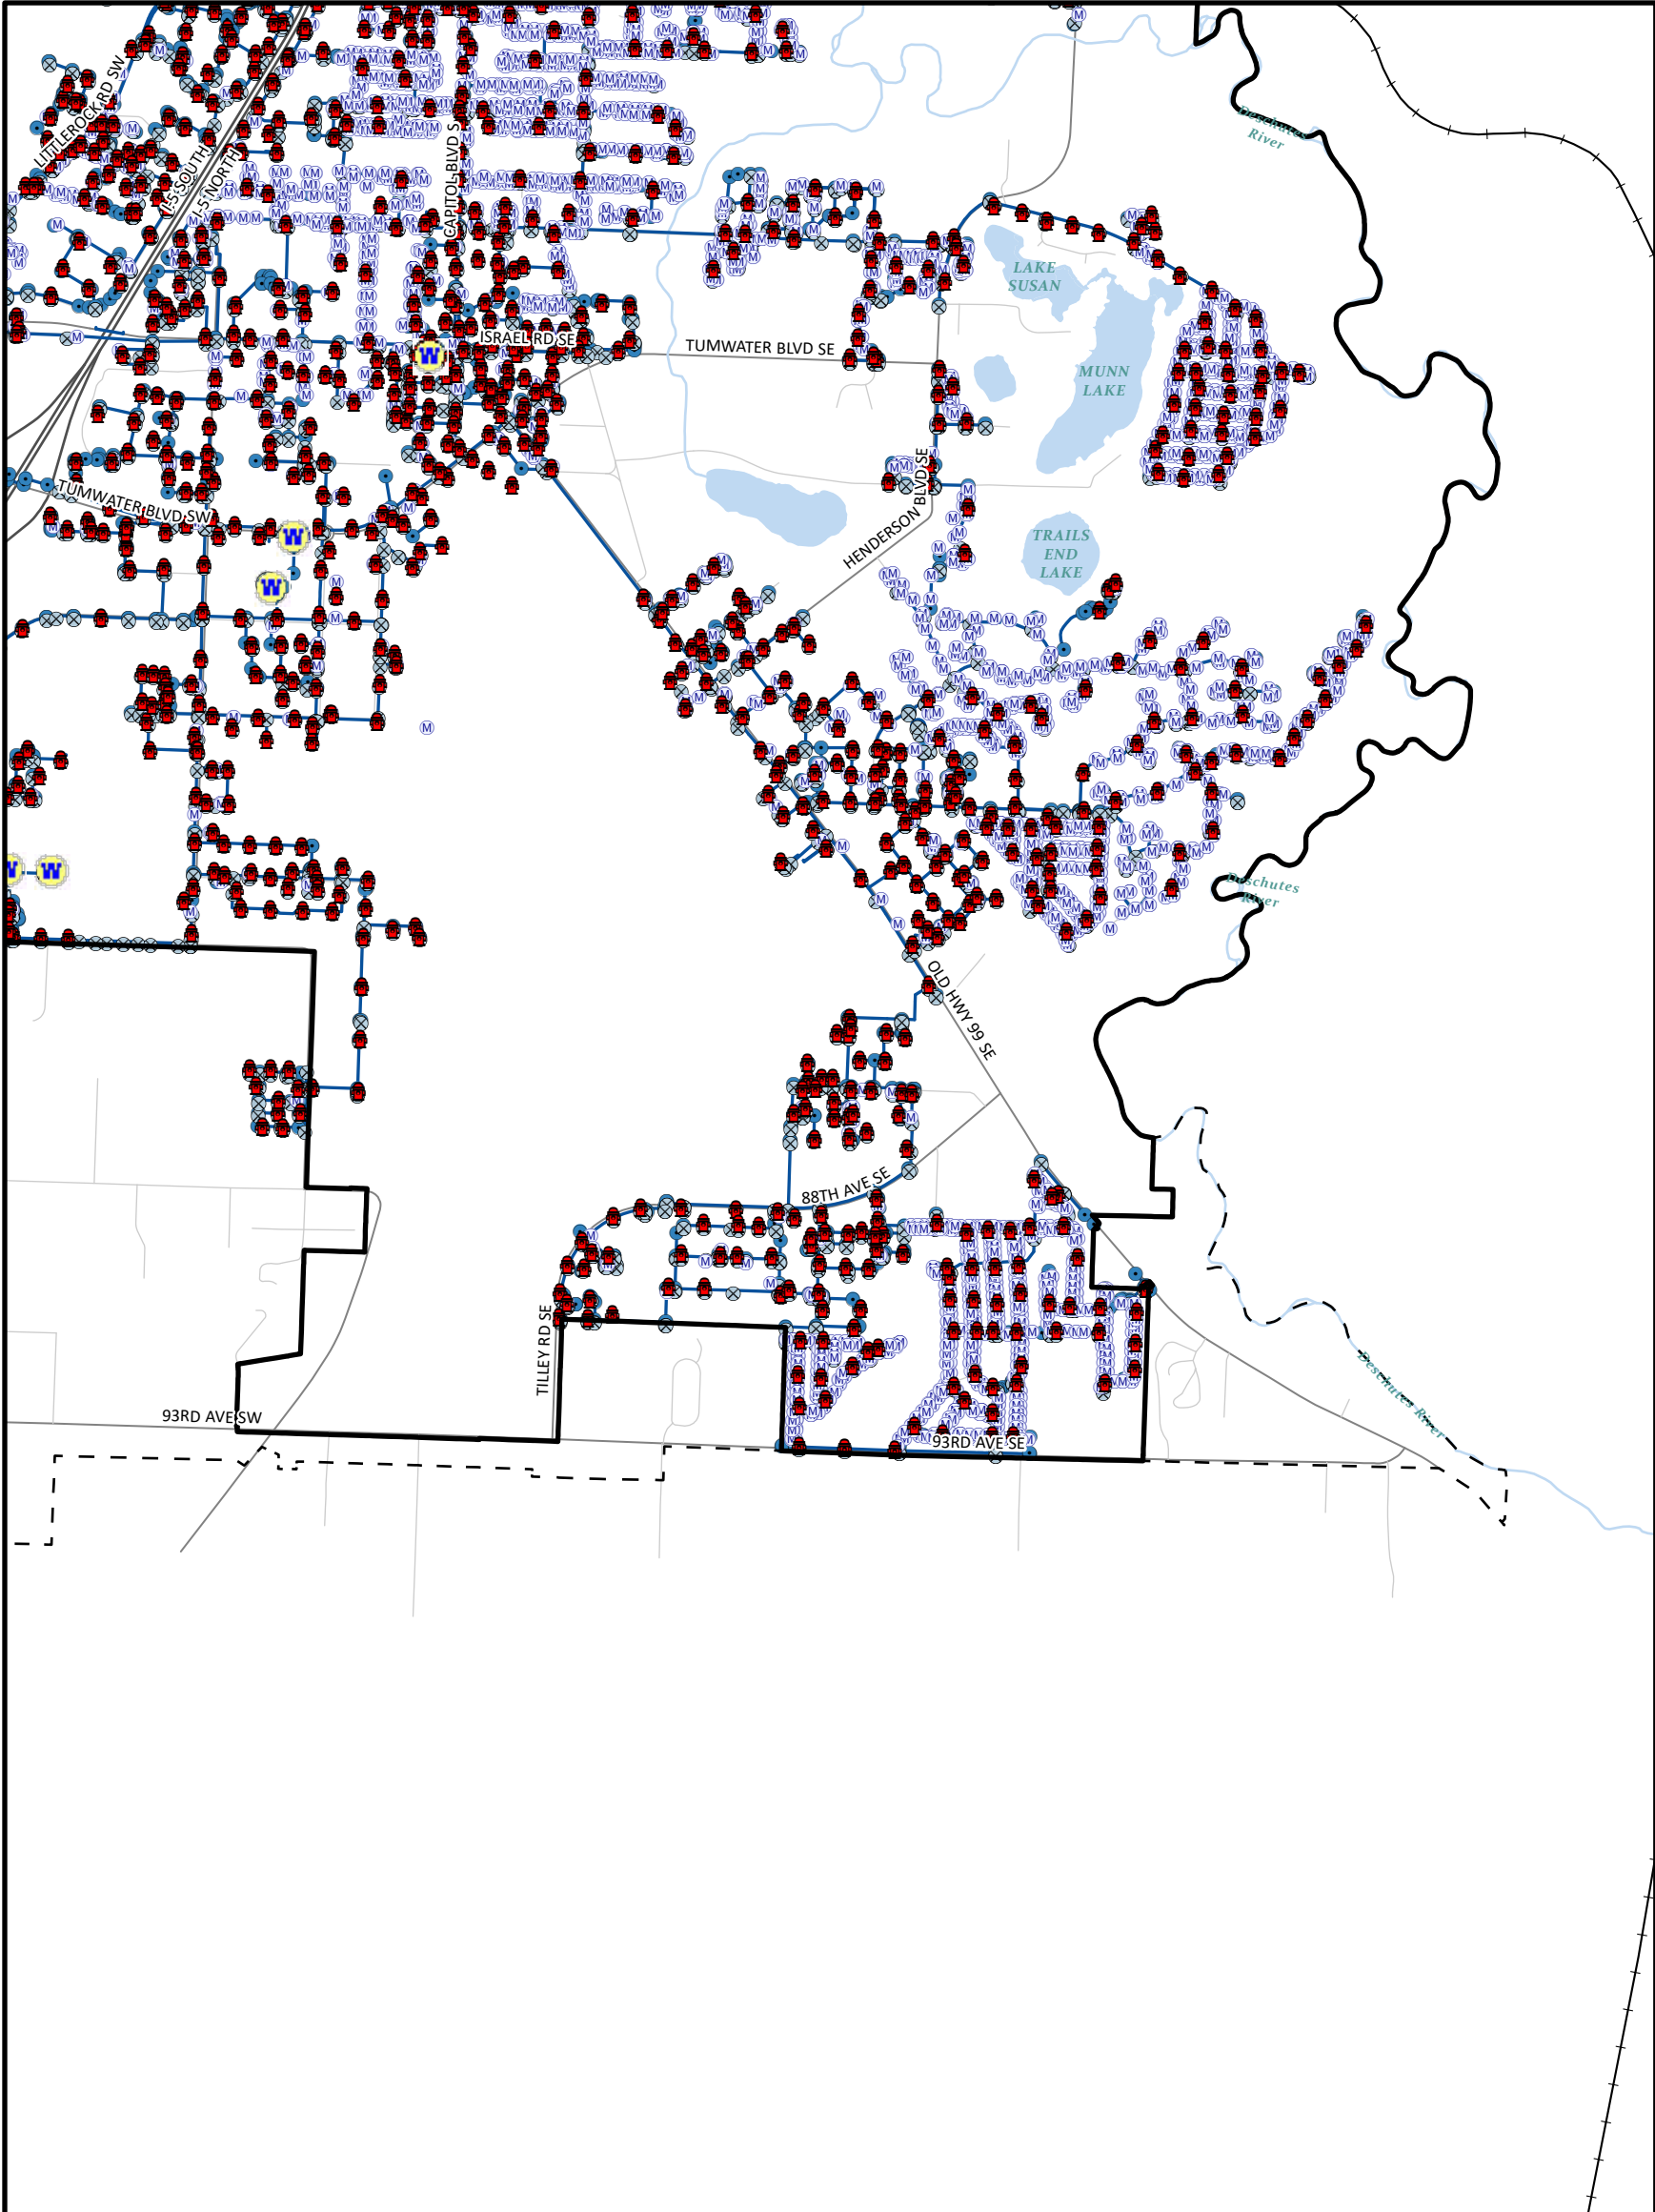 LITTLEROCK RD SW
I-5 SOUTH
I-5 NORTH
CAPITOL BLVD S
Deschutes
River
LAKE
SUSAN
ISRAEL RD SE
TUMWATER BLVD SE
MUNN
LAKE
W
TUMWATER BLVD SW
HENDERSON BLVD SE
TRAILS
END
LAKE
W
W
W
W
Deschutes
River
OLD HWY 99 SE
88TH AVE SE
TILLEY RD SE
Deschutes River
93RD AVE SW
93RD AVE SE